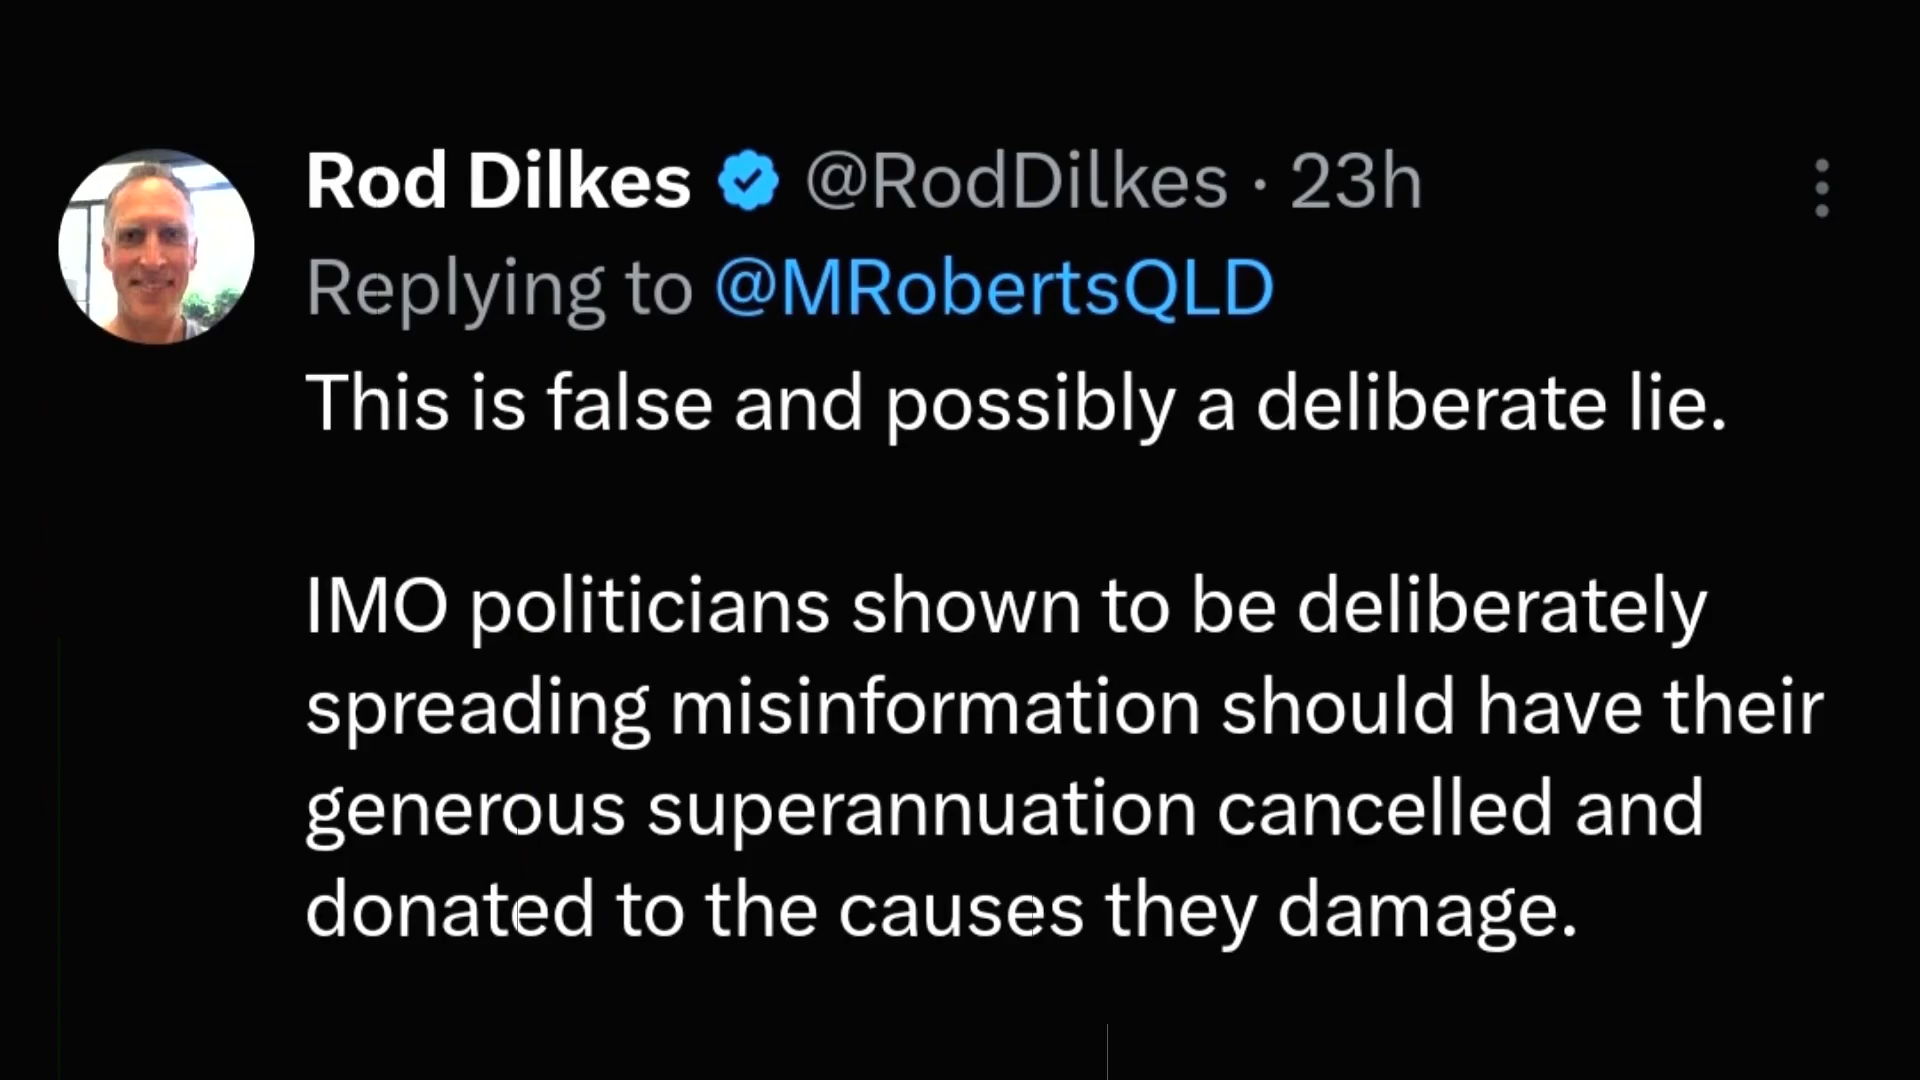 Rod Dilkes @RodDilkes · 23h
Replying to @MRobertsQLD
This is false and possibly a deliberate lie.
IMO politicians shown to be deliberately
spreading misinformation should have their
generous superannuation cancelled and
donated to the causes they damage.